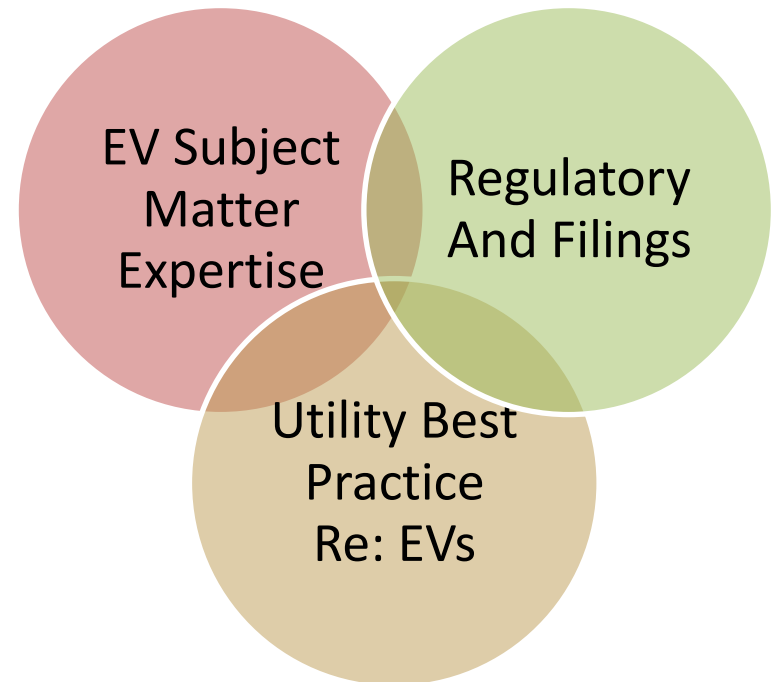 EV Subject
Matter
Expertise
Regulatory
And Filings
Utility Best
Practice
Re: EVs